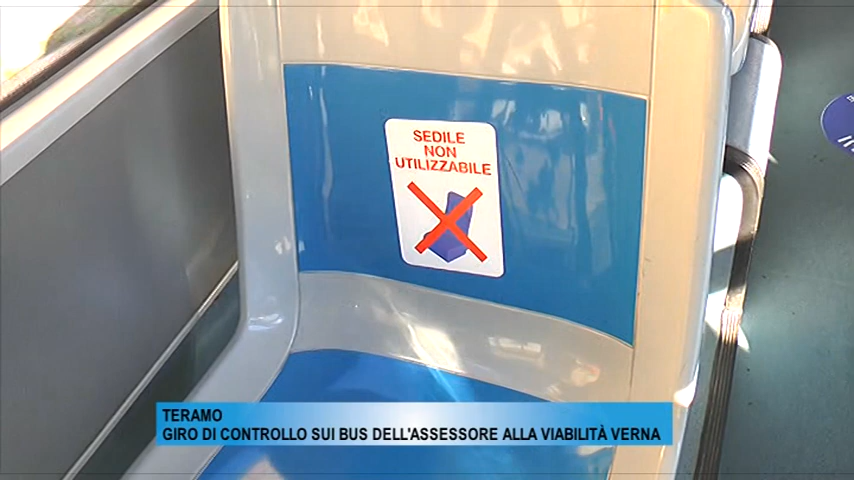 SEDILE
NON
UTILIZZABILE
TERAMO
GIRO DI CONTROLLO SUI BUS DELL'ASSESSORE ALLA VIABILITÀ VERNA